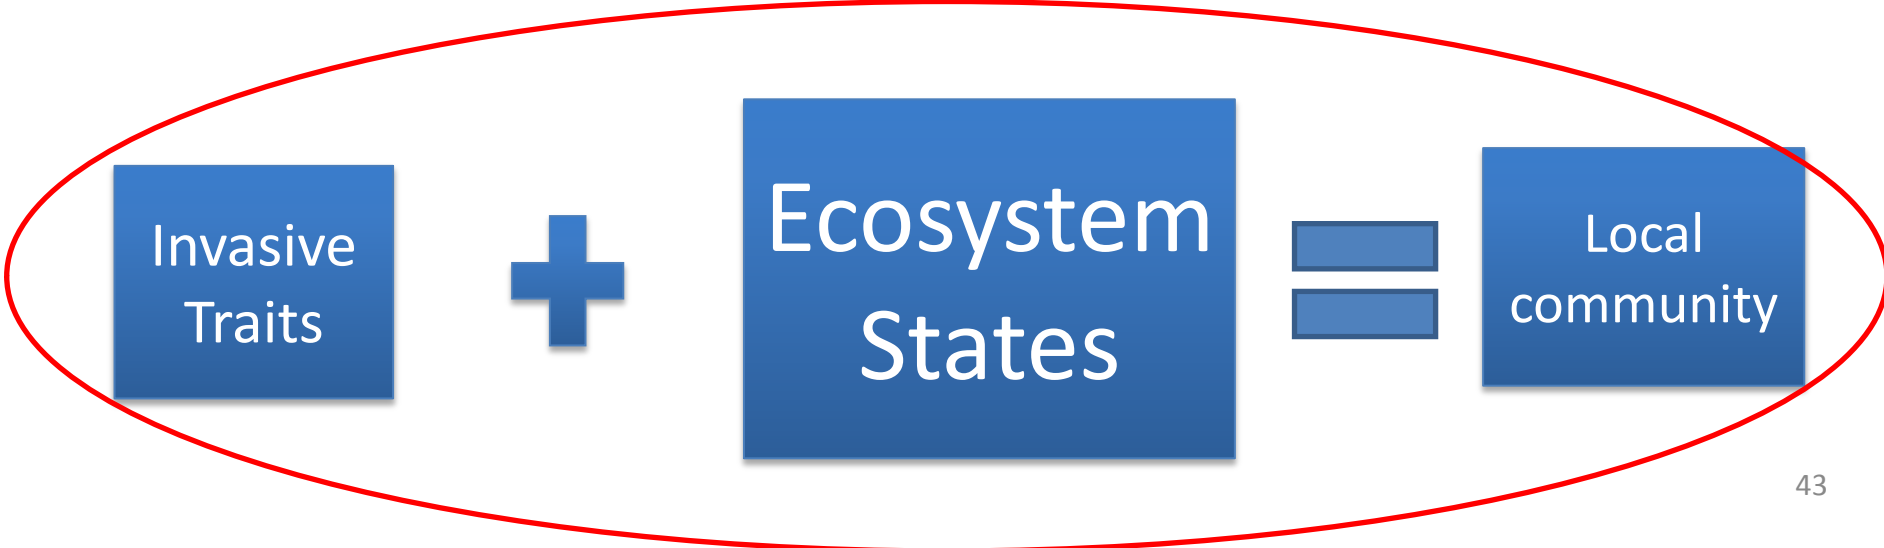 Invasive
Traits
Ecosystem
States
Local
community
43